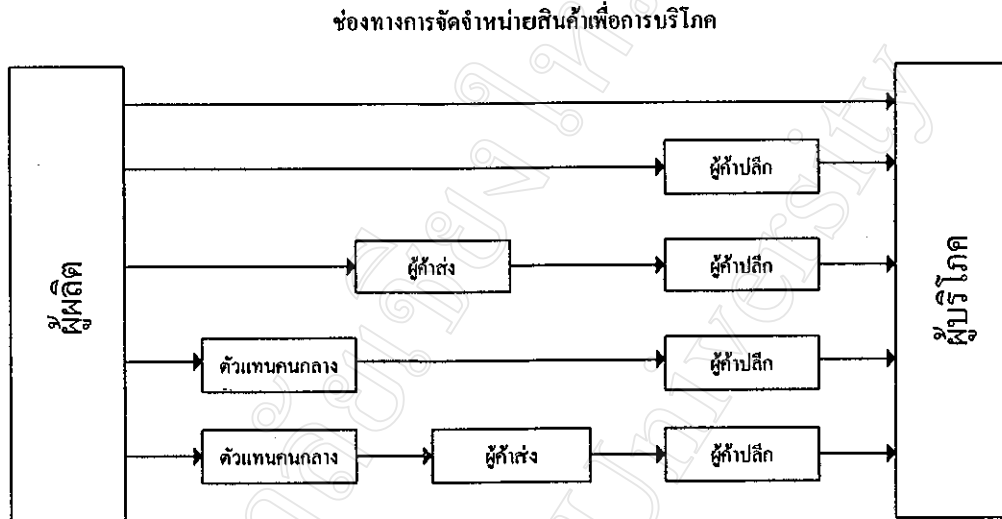 ช่องทางการจัดจำหน่ายสินค้าเพื่อการบริโภค
ผู้ผลิต
ผู้บริโภค
ผู้ค้าปลีก
ผู้ค้าส่ง
ผู้ค้าปลีก
ตัวแทนคนกลาง
ผู้ค้าปลีก
ตัวแทนคนกลาง
ผู้ค้าส่ง
ผู้ค้าปลีก
University